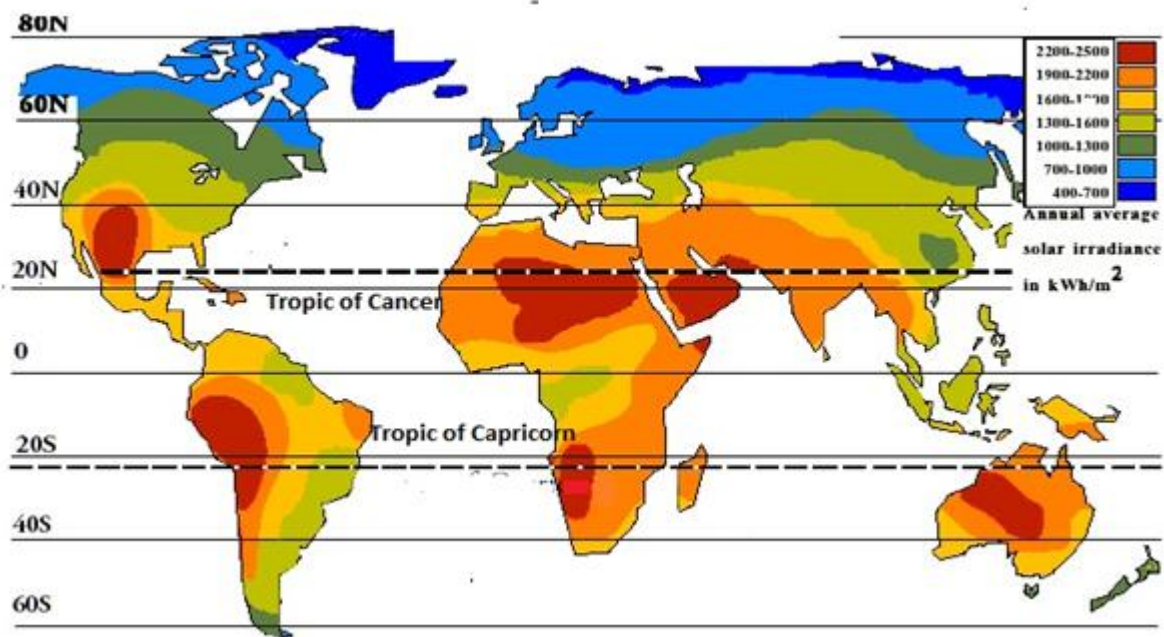 80N
60N
40N
20N
0
20S
40S
60S
Tropic of Cancer
Tropic of Capricorn
2200-2500
1900-2200
1300-1600
1000-1300
700-1000
400-700
Annual average
solar irradiance
in kWh/m²